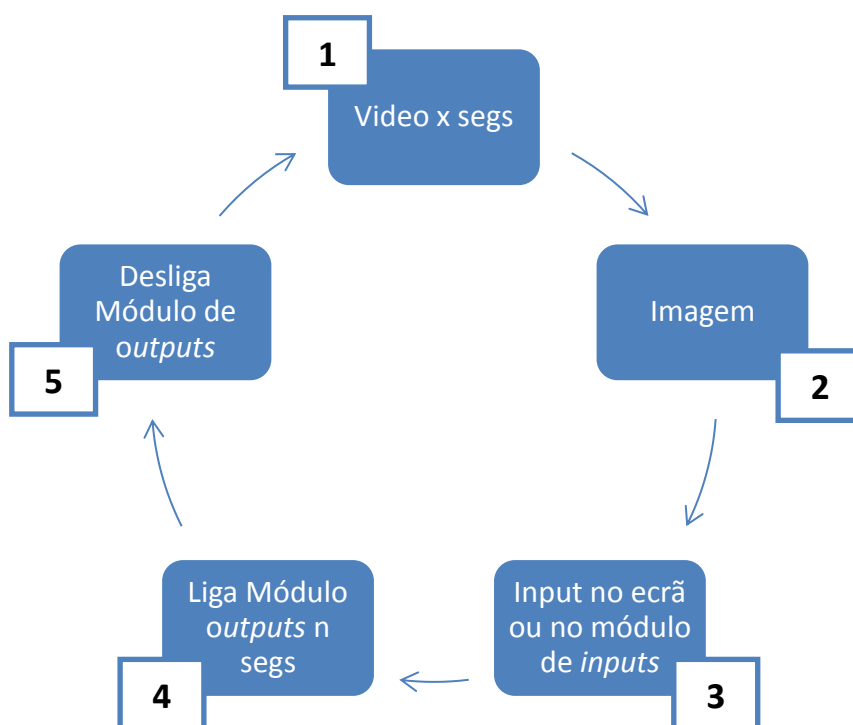 1
Video x segs
2
Imagem
3
Input no ecrã
ou no módulo
de inputs
4
Liga Módulo
outputs n
segs
5
Desliga
Módulo de
outputs